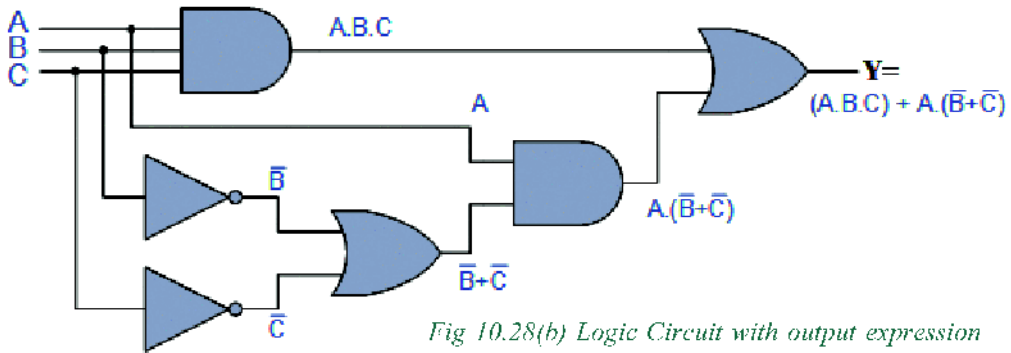 A
B
C
A.B.C
Y=
(A.B.C) + A.(B̅+C̅)
A
B̅
A.(B̅+C̅)
B̅+C̅
C̅
Fig 10.28(b) Logic Circuit with output expression